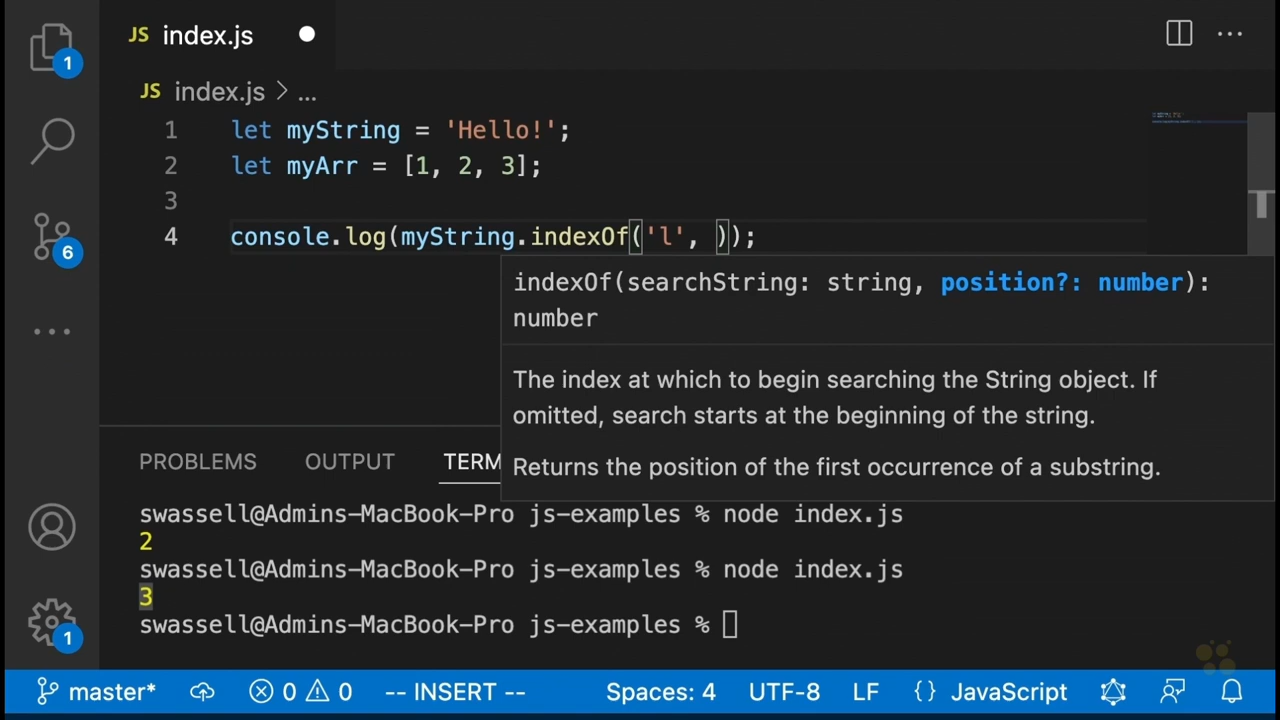 JS index.js
1
JS index.js > ...
1 let myString = 'Hello!';
2 let myArr = [1, 2, 3];
3
4 console.log(myString.indexOf('l', ));
indexOf(searchString: string, position?: number):
number
The index at which to begin searching the String object. If
omitted, search starts at the beginning of the string.
Returns the position of the first occurrence of a substring.
6
PROBLEMS OUTPUT TERM
swassell@Admins-MacBook-Pro js-examples % node index.js
2
swassell@Admins-MacBook-Pro js-examples % node index.js
3
swassell@Admins-MacBook-Pro js-examples %
1
master* 0 0 -- INSERT -- Spaces: 4 UTF-8 LF {} JavaScript